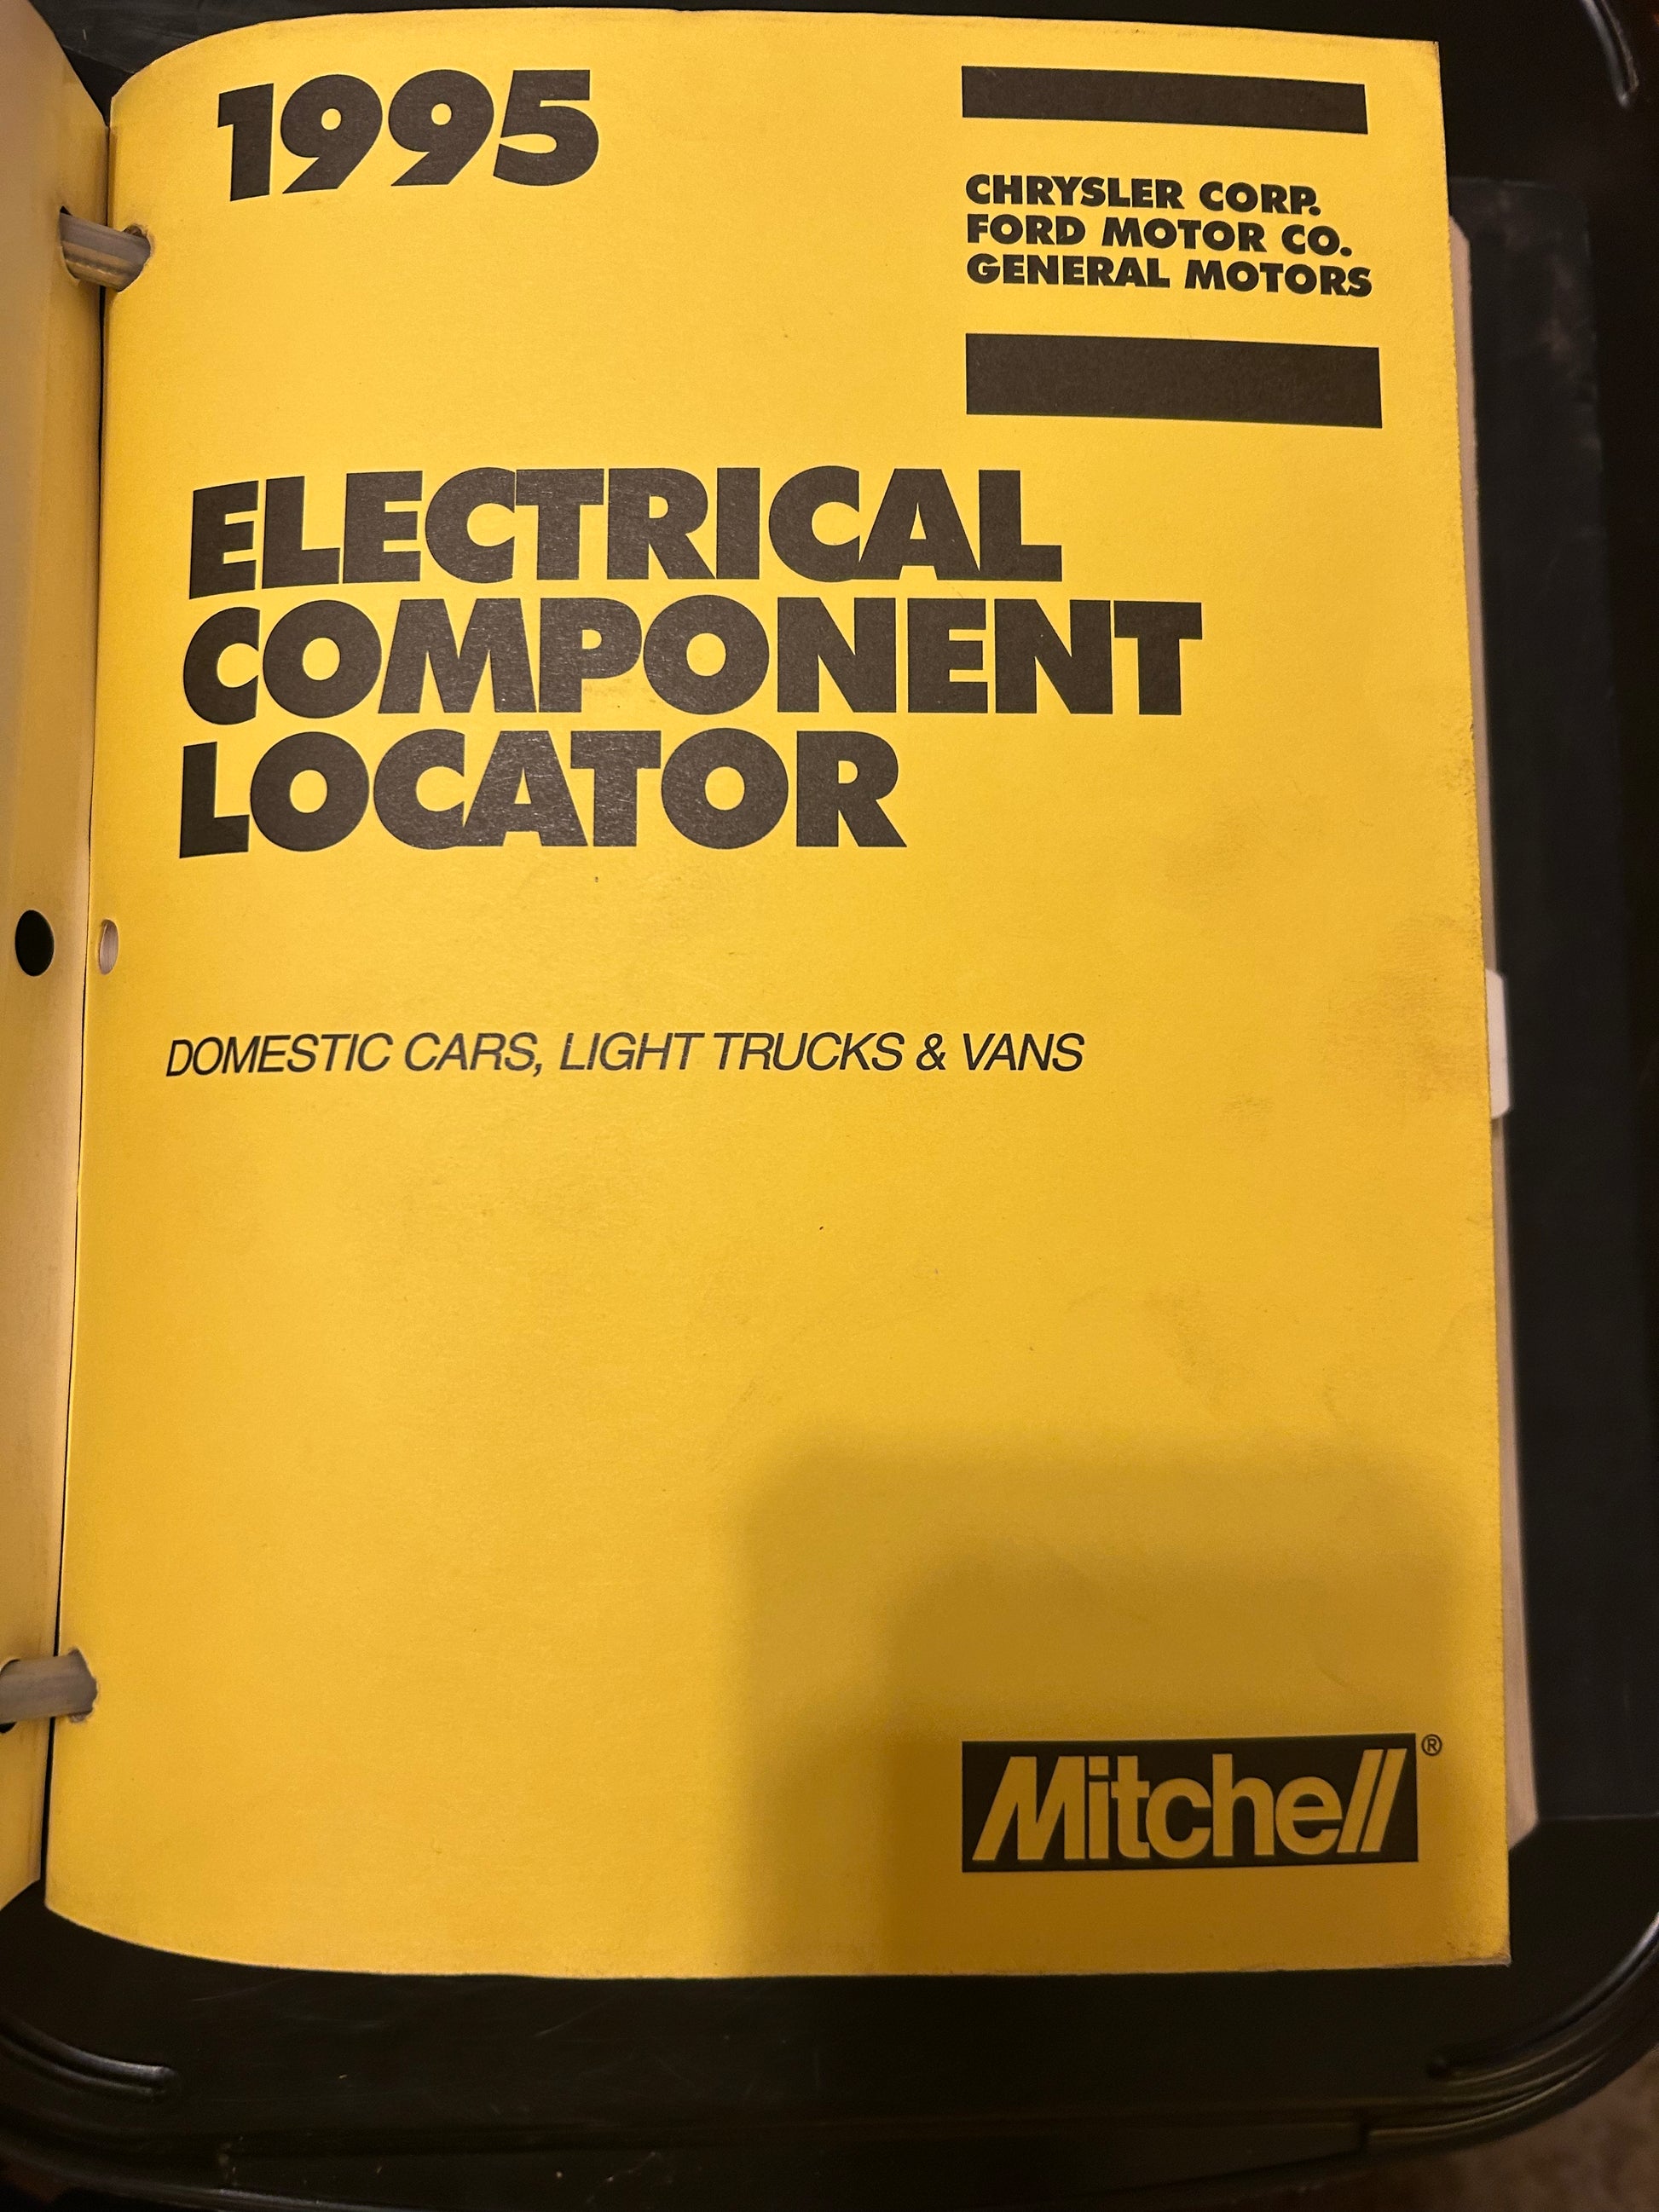 1995
CHRYSLER CORP.
FORD MOTOR CO.
GENERAL MOTORS
ELECTRICAL
COMPONENT
LOCATOR
DOMESTIC CARS, LIGHT TRUCKS & VANS
Mitchell®